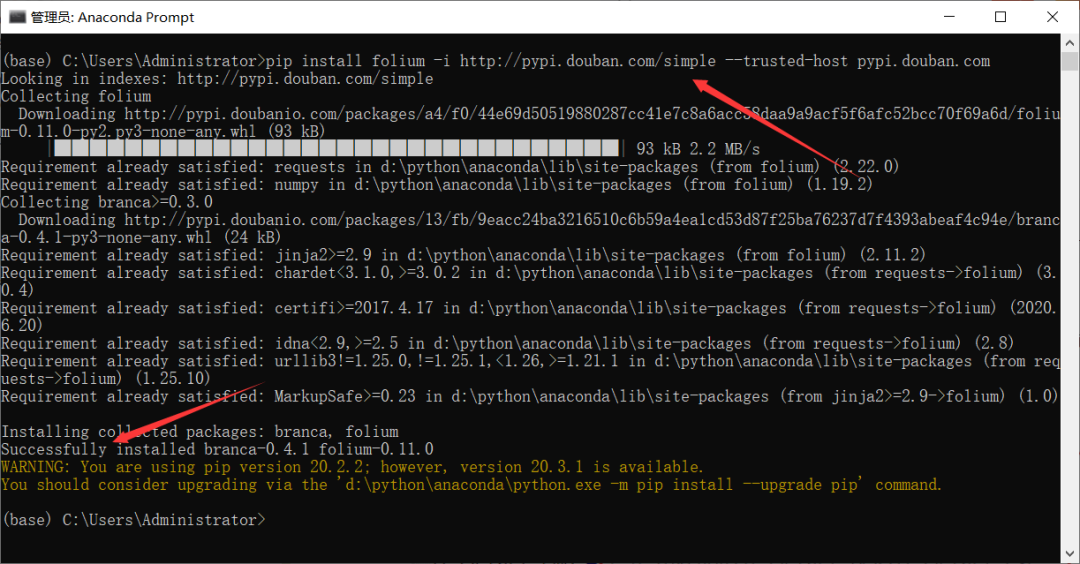 管理员: Anaconda Prompt
(base) C:\Users\Administrator>pip install folium -i http://pypi.douban.com/simple --trusted-host pypi.douban.com
Looking in indexes: http://pypi.douban.com/simple
Collecting folium
  Downloading http://pypi.doubanio.com/packages/a4/f0/44e69d50519880287cc41e7c8a6acc58daa9a9acf5f6afc52bcc70f69a6d/foliu
m-0.11.0-py2.py3-none-any.whl (93 kB)
93 kB 2.2 MB/s
Requirement already satisfied: requests in d:\python\anaconda\lib\site-packages (from folium) (2.22.0)
Requirement already satisfied: numpy in d:\python\anaconda\lib\site-packages (from folium) (1.19.2)
Collecting branca>=0.3.0
  Downloading http://pypi.doubanio.com/packages/13/fb/9eacc24ba3216510c6b59a4ea1cd53d87f25ba76237d7f4393abeaf4c94e/branc
a-0.4.1-py3-none-any.whl (24 kB)
Requirement already satisfied: jinja2>=2.9 in d:\python\anaconda\lib\site-packages (from folium) (2.11.2)
Requirement already satisfied: chardet<3.1.0,>=3.0.2 in d:\python\anaconda\lib\site-packages (from requests->folium) (3.
0.4)
Requirement already satisfied: certifi>=2017.4.17 in d:\python\anaconda\lib\site-packages (from requests->folium) (2020.
6.20)
Requirement already satisfied: idna<2.9,>=2.5 in d:\python\anaconda\lib\site-packages (from requests->folium) (2.8)
Requirement already satisfied: urllib3!=1.25.0,!=1.25.1,<1.26,>=1.21.1 in d:\python\anaconda\lib\site-packages (from req
uests->folium) (1.25.10)
Requirement already satisfied: MarkupSafe>=0.23 in d:\python\anaconda\lib\site-packages (from jinja2>=2.9->folium) (1.0)
Installing collected packages: branca, folium
Successfully installed branca-0.4.1 folium-0.11.0
WARNING: You are using pip version 20.2.2; however, version 20.3.1 is available.
You should consider upgrading via the 'd:\python\anaconda\python.exe -m pip install --upgrade pip' command.
(base) C:\Users\Administrator>